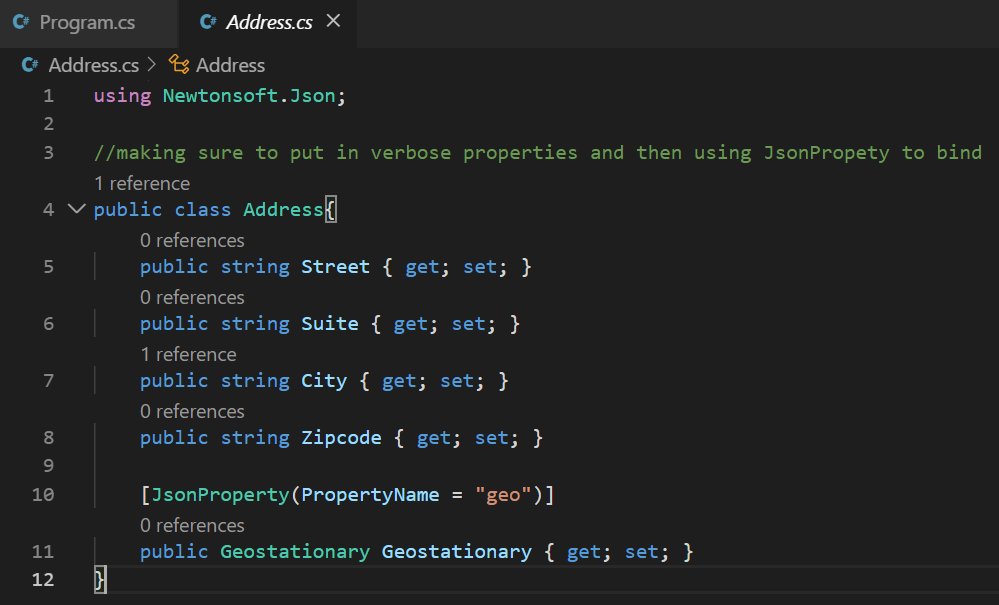 Program.cs Address.cs
Address.cs > Address
1 using Newtonsoft.Json;
2
3 //making sure to put in verbose properties and then using JsonPropety to bind
1 reference
4 public class Address{
0 references
5 public string Street { get; set; }
0 references
6 public string Suite { get; set; }
1 reference
7 public string City { get; set; }
0 references
8 public string Zipcode { get; set; }
9
10 [JsonProperty(PropertyName = "geo")]
0 references
11 public Geostationary Geostationary { get; set; }
12 }